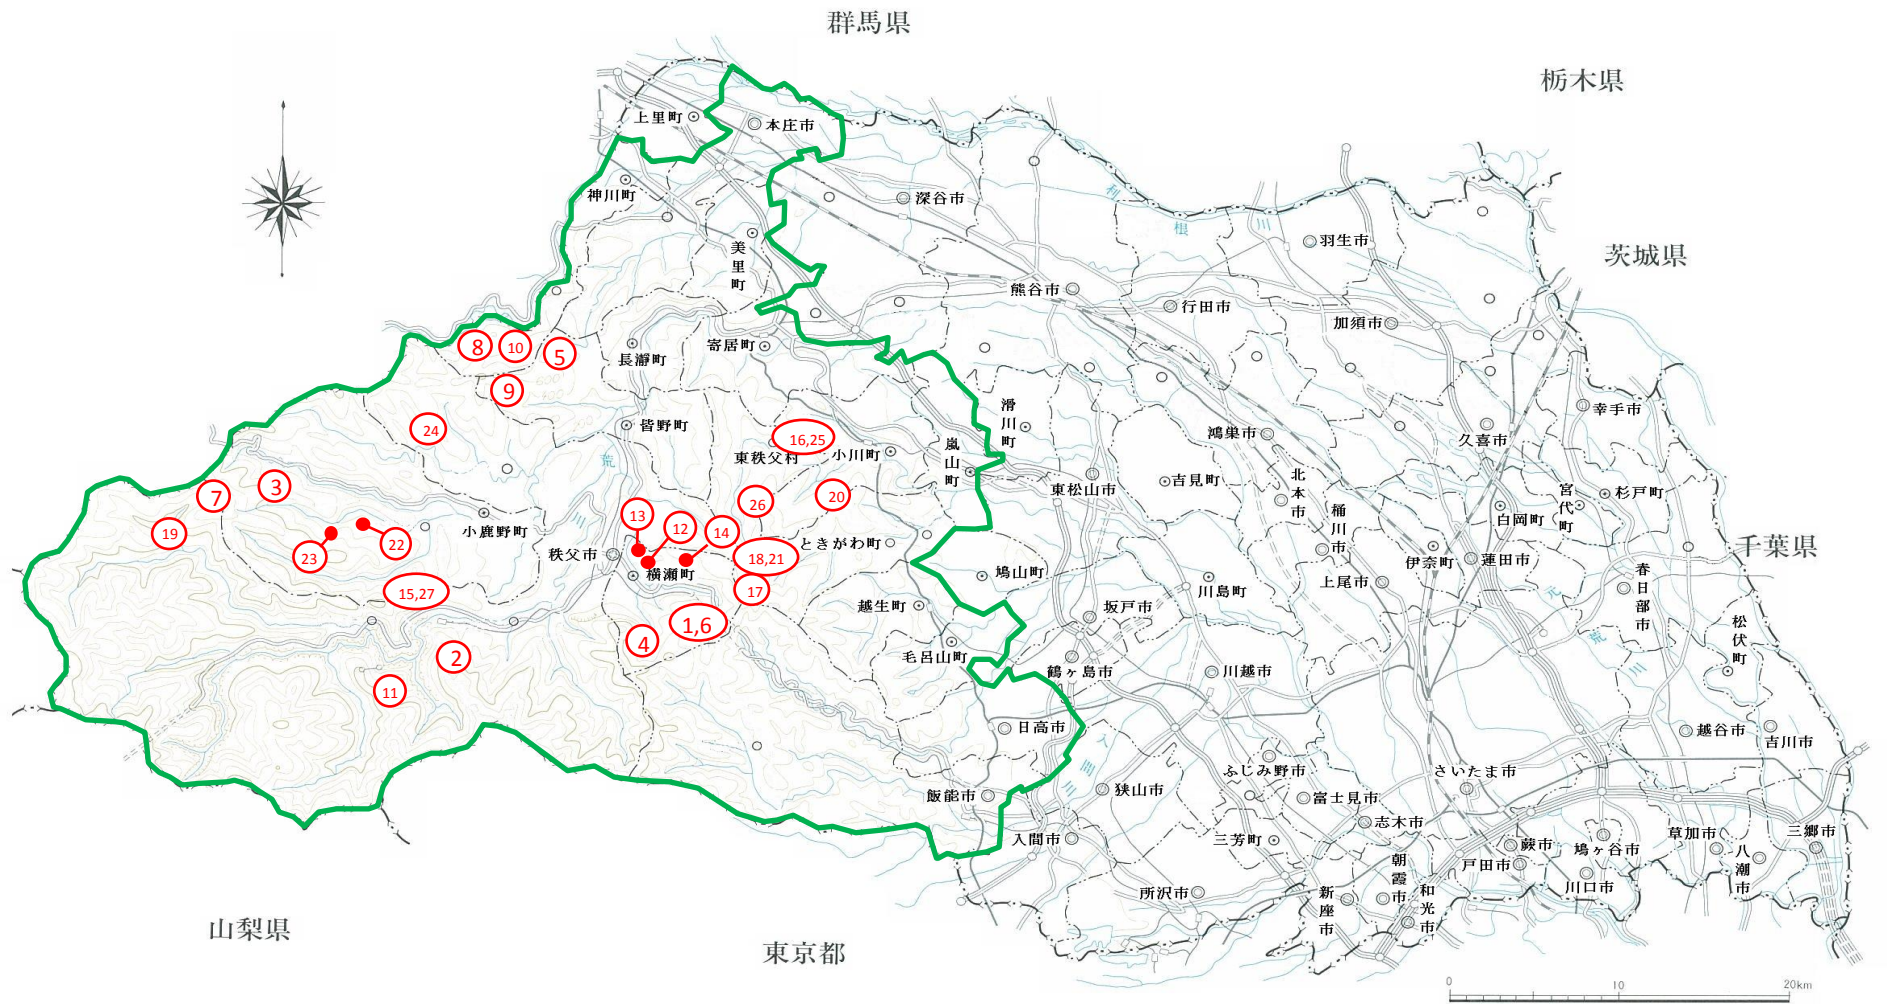 群馬県
栃木県
上里町
本庄市
神川町
深谷市
利
根
川
羽生市
茨城県
美
里
町
熊谷市
行田市
加須市
8
10
5
長瀞町
寄居町
9
滑
川
町
幸手市
24
皆野町
16,25
鴻巣市
久喜市
東秩父村
小川町
嵐
山
町
荒
川
3
7
東松山市
吉見町
北
本
市
宮
代
町
杉戸町
26
20
13
12
14
小鹿野町
桶
川
市
白岡町
19
23
22
秩父市
横瀬町
18,21
ときがわ町
伊奈町
蓮田市
千葉県
鳩山町
上尾市
春
日
部
市
15,27
17
越生町
川島町
元
荒
川
坂戸市
1,6
4
松
伏
町
2
毛呂山町
鶴ヶ島市
川越市
11
日高市
越谷市
吉川市
入
間
川
ふじみ野市
さいたま市
飯能市
狭山市
富士見市
志木市
入間市
三芳町
草加市
三郷市
蕨市
鳩ヶ谷市
戸田市
八
潮
市
朝
霞
市
川口市
所沢市
新
座
市
和
光
市
山梨県
東京都
0
10
20km